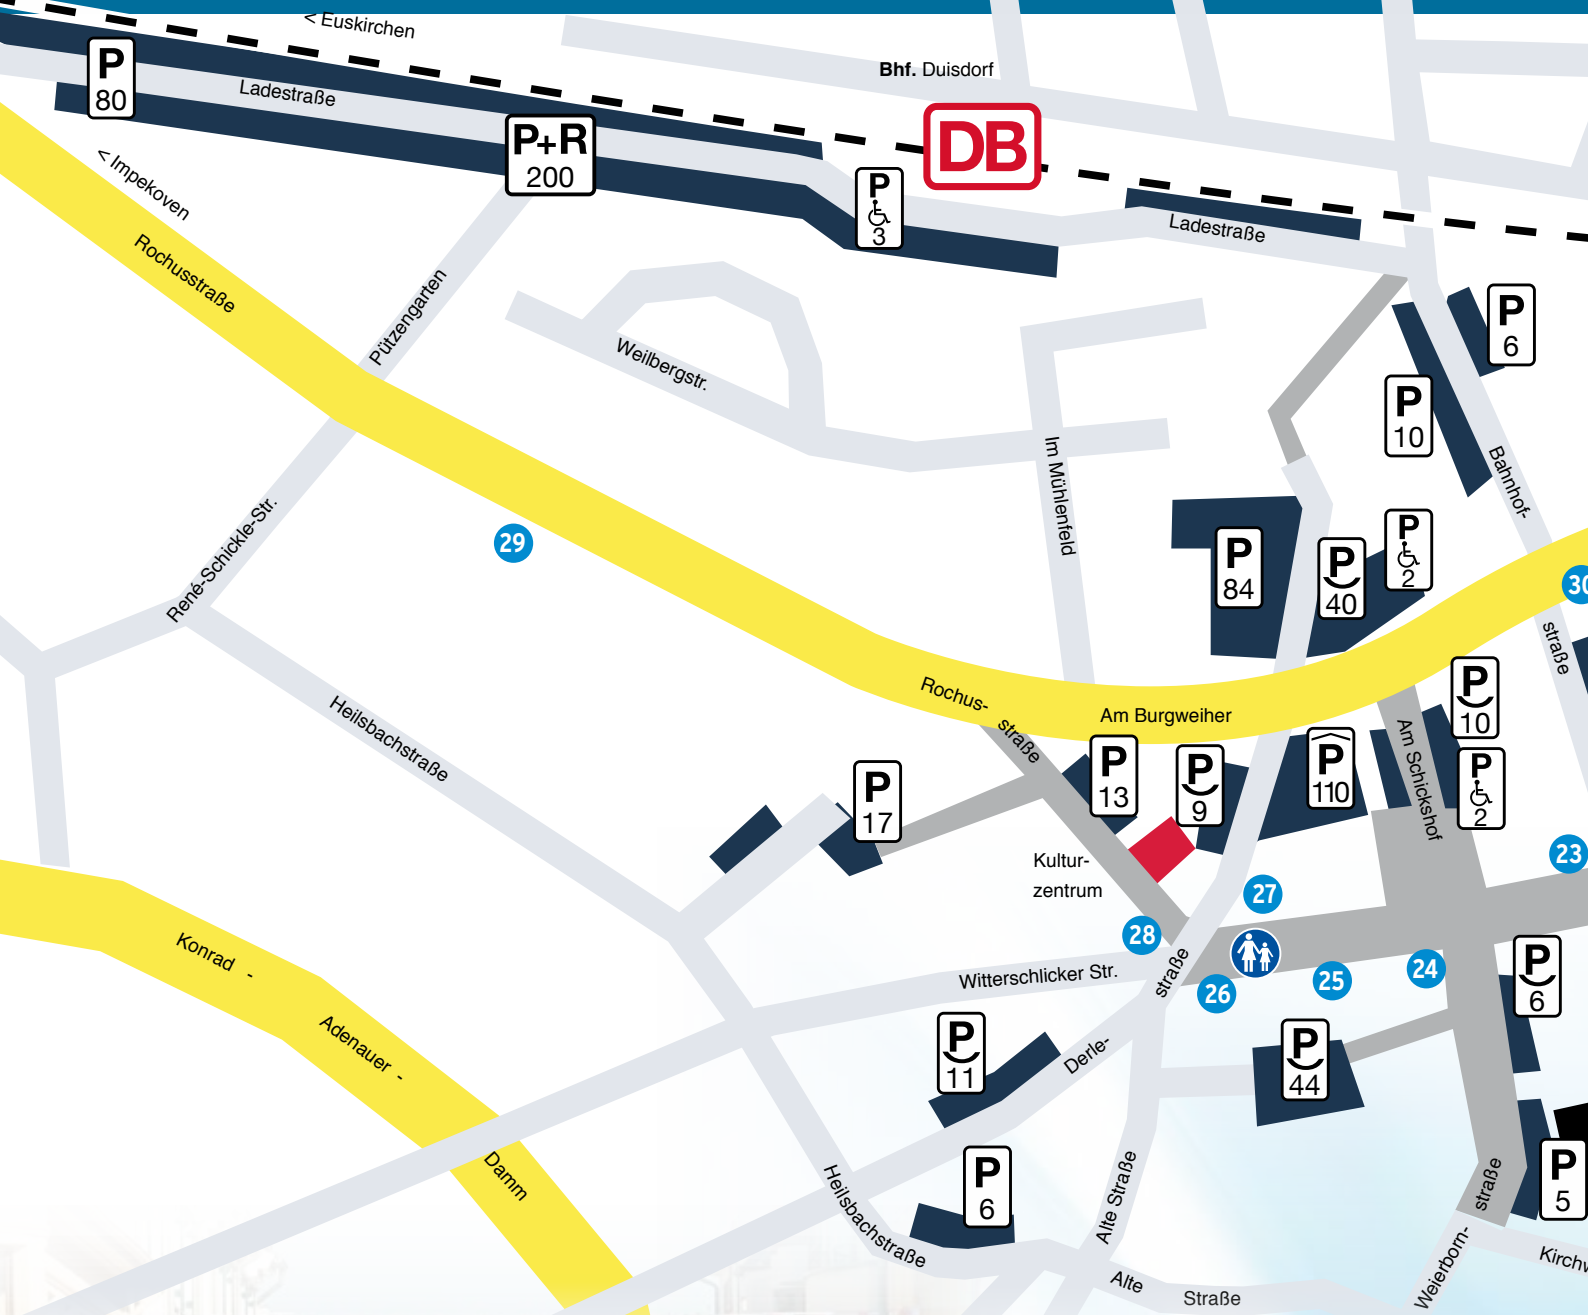 < Euskirchen
Bhf. Duisdorf
P
80
Ladestraße
P+R
200
DB
P
3
Ladestraße
< Impekoven
Rochusstraße
Pützengarten
Weilbergstr.
Im Mühlenfeld
P
6
P
10
Bahnhof-
straße
René-Schickle-Str.
29
P
84
P
40
P
2
30
Heilsbachstraße
Rochus-
straße
Am Burgweiher
P
10
Am Schickshof
P
13
P
9
P
110
P
2
P
17
Kultur-
zentrum
23
27
28
26
25
24
Konrad -
Adenauer -
Damm
Witterschlicker Str.
straße
Derle-
P
11
P
44
P
6
P
6
Heilsbachstraße
Alte Straße
P
5
straße
Weierborn-
Alte
Straße
Kirchw